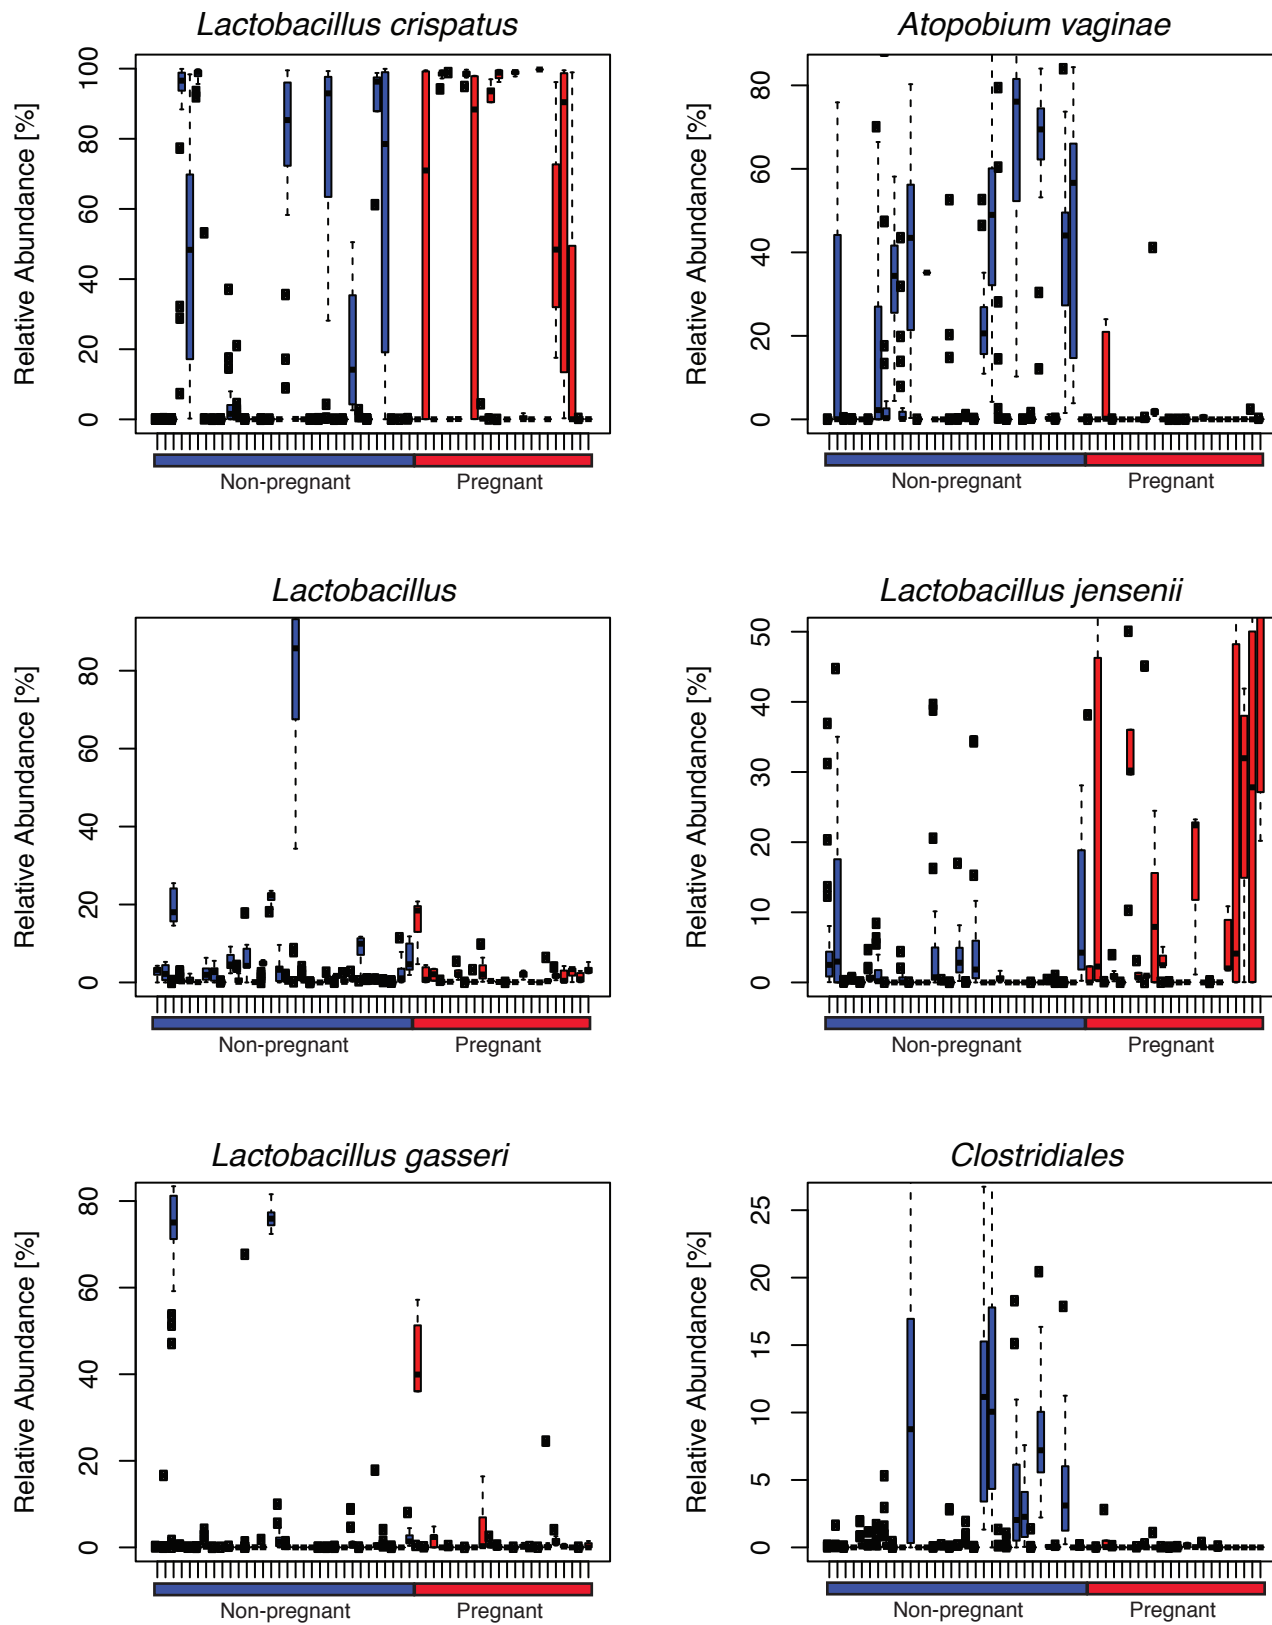 Lactobacillus crispatus
Relative Abundance [%]
100
80
60
40
20
0
Non-pregnant
Pregnant
Atopobium vaginae
Relative Abundance [%]
80
60
40
20
0
Non-pregnant
Pregnant
Lactobacillus
Relative Abundance [%]
80
60
40
20
0
Non-pregnant
Pregnant
Lactobacillus jensenii
Relative Abundance [%]
50
40
30
20
10
0
Non-pregnant
Pregnant
Lactobacillus gasseri
Relative Abundance [%]
80
60
40
20
0
Non-pregnant
Pregnant
Clostridiales
Relative Abundance [%]
25
20
15
10
5
0
Non-pregnant
Pregnant